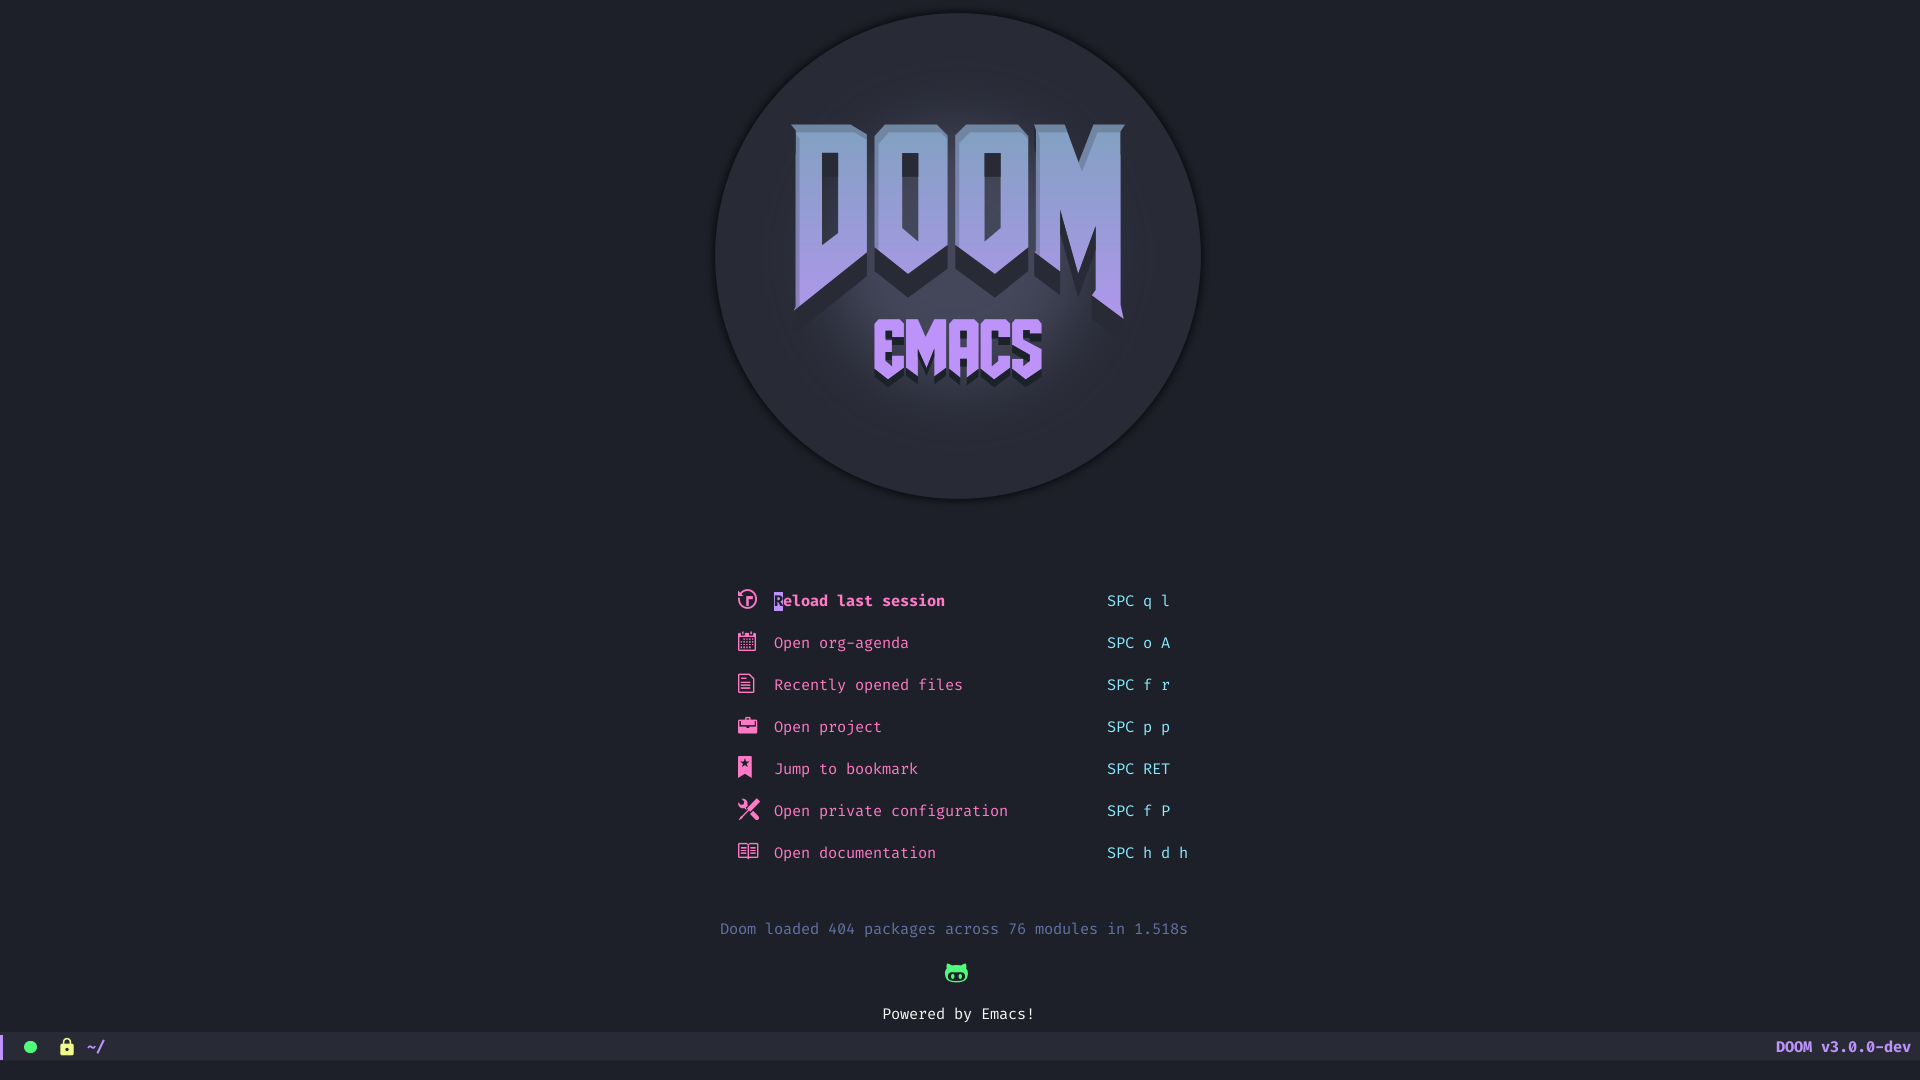 DOOM
EMACS
Reload last session SPC q l
Open org-agenda SPC o A
Recently opened files SPC f r
Open project SPC p p
Jump to bookmark SPC RET
Open private configuration SPC f P
Open documentation SPC h d h
Doom loaded 404 packages across 76 modules in 1.518s
Powered by Emacs!
~/ DOOM v3.0.0-dev